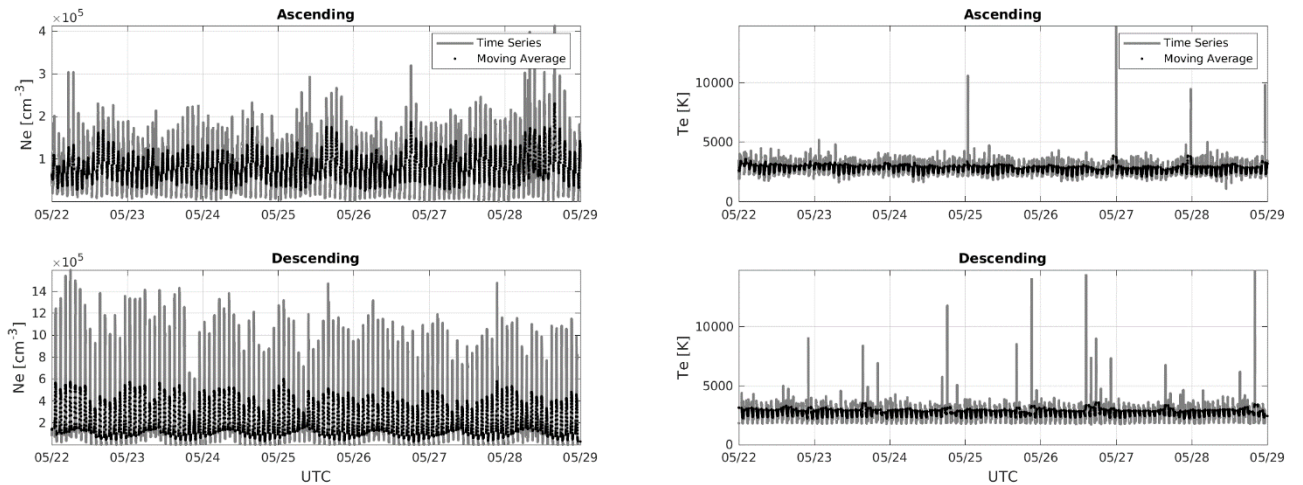 Ascending
×10⁵
Ne [cm⁻³]
4
3
2
1
Time Series
Moving Average
05/22 05/23 05/24 05/25 05/26 05/27 05/28 05/29
Ascending
Te [K]
10000
5000
0
Time Series
Moving Average
05/22 05/23 05/24 05/25 05/26 05/27 05/28 05/29
Descending
×10⁵
Ne [cm⁻³]
14
12
10
8
6
4
2
05/22 05/23 05/24 05/25 05/26 05/27 05/28 05/29
UTC
Descending
Te [K]
10000
5000
0
05/22 05/23 05/24 05/25 05/26 05/27 05/28 05/29
UTC